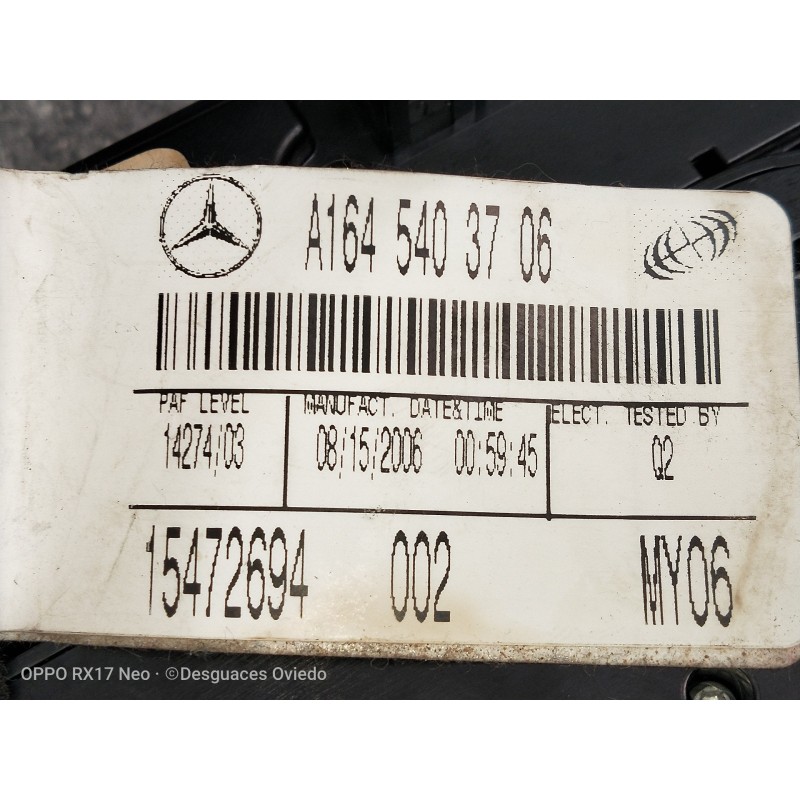 A164 540 37 06
PAF LEVEL
MANUFACT. DATE&TIME
ELECT. TESTED BY
14274/03
08/15/2006 00:59:45
Q2
15472694 002 MY06
OPPO RX17 Neo · ©Desguaces Oviedo